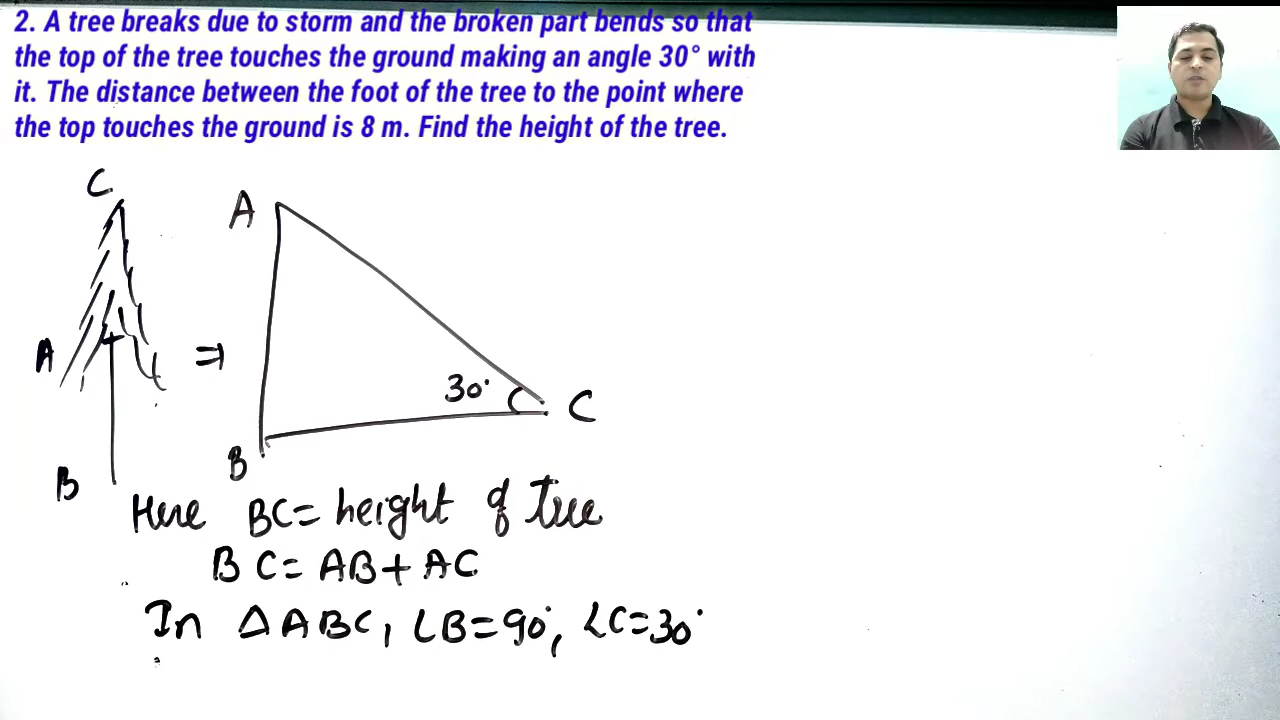 2. A tree breaks due to storm and the broken part bends so that
the top of the tree touches the ground making an angle 30° with
it. The distance between the foot of the tree to the point where
the top touches the ground is 8 m. Find the height of the tree.
C
A
A
B
⇒
30°
C
B
Here BC = height of tree
BC = AB + AC
In ΔABC, ∠B = 90°, ∠C = 30°